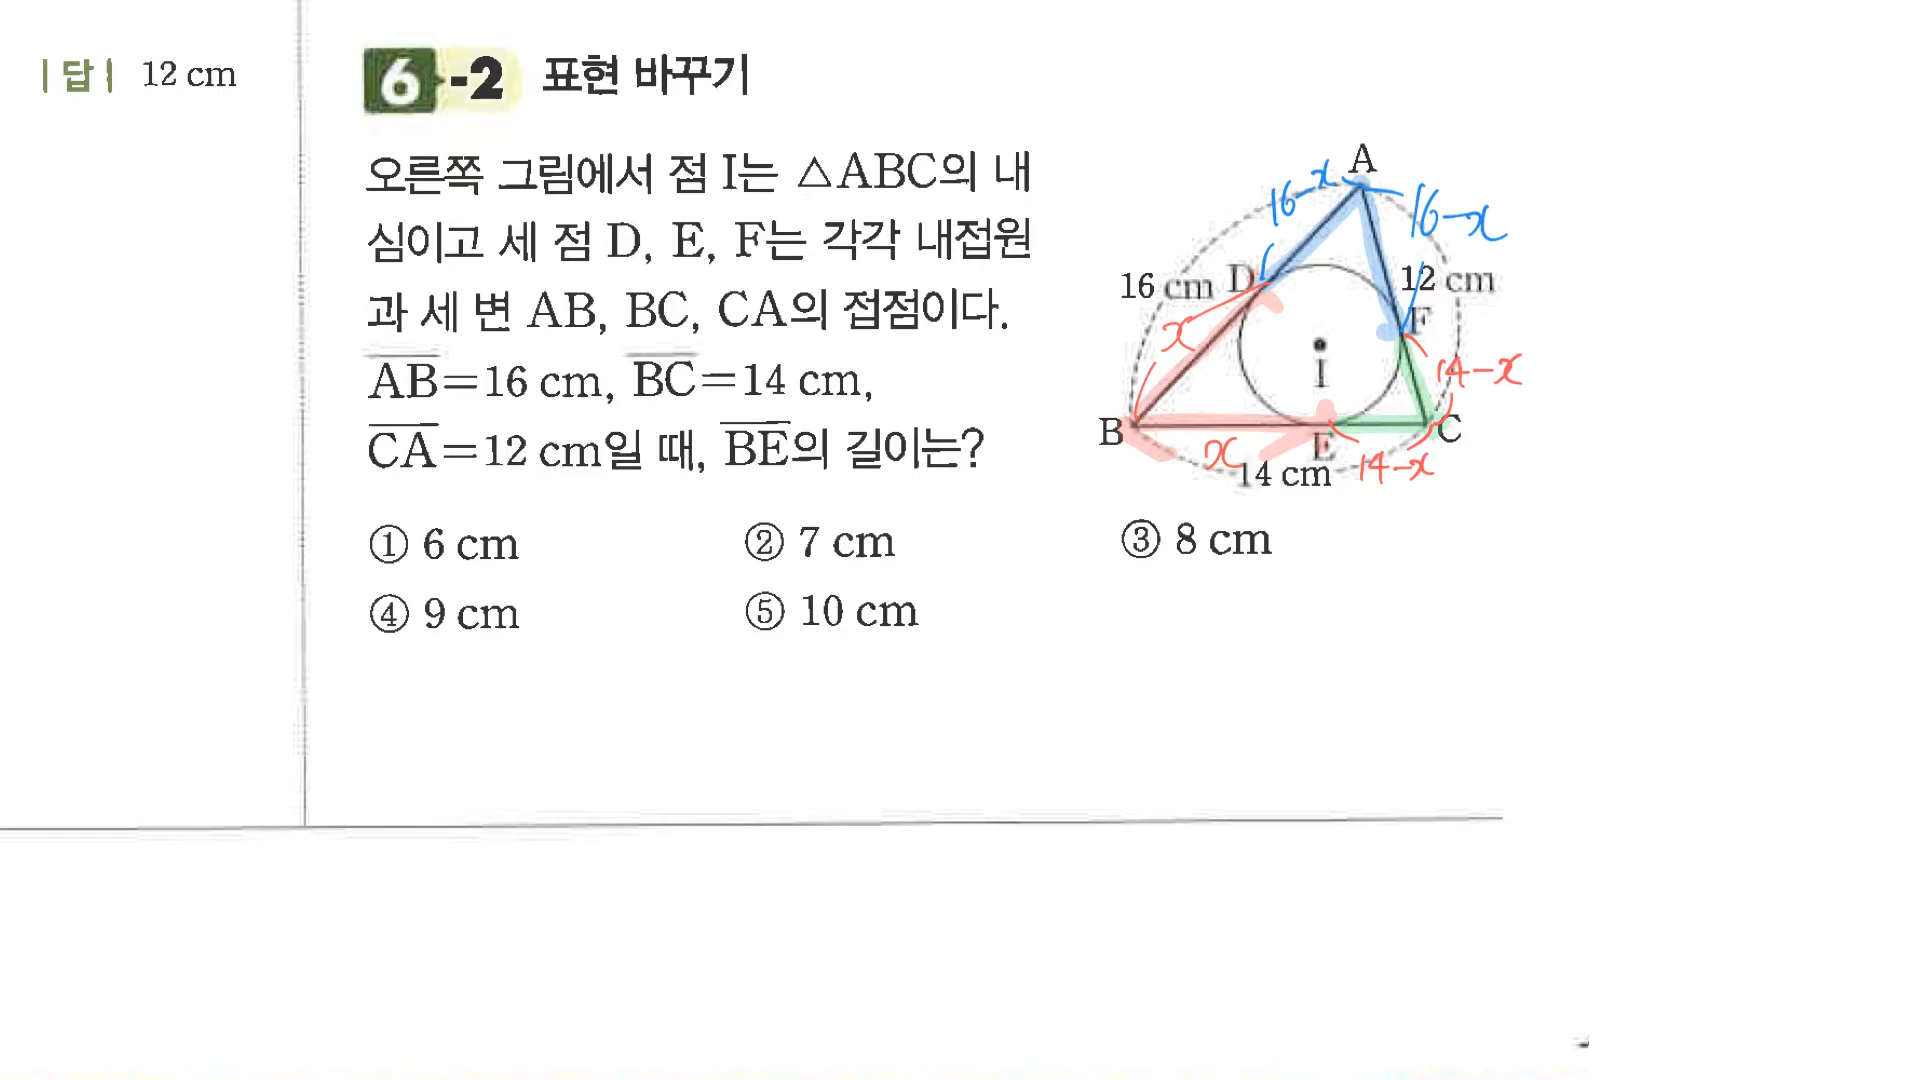 |답| 12 cm
6-2 표현 바꾸기
오른쪽 그림에서 점 I는 △ABC의 내
심이고 세 점 D, E, F는 각각 내접원
과 세 변 AB, BC, CA의 접점이다.
AB=16 cm, BC=14 cm,
CA=12 cm일 때, BE의 길이는?
A
16-x
16-x
16 cm
D
12 cm
F
x
I
14-x
B
E
C
x
14 cm
14-x
① 6 cm
② 7 cm
③ 8 cm
④ 9 cm
⑤ 10 cm